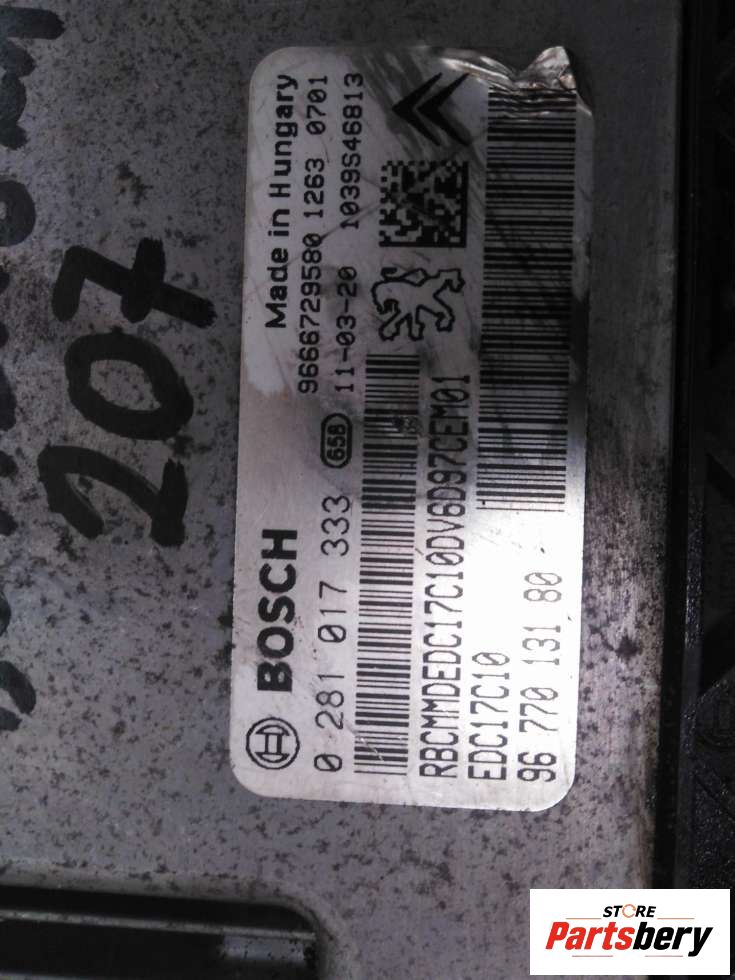 207
BOSCH
Made in Hungary
9666729580 1263 0701
0 281 017 333 658 11-03-20 1039S46813
RBCMMDEDC17C10DV6D97CEM01
EDC17C10
96 770 131 80
STORE
Partsbery